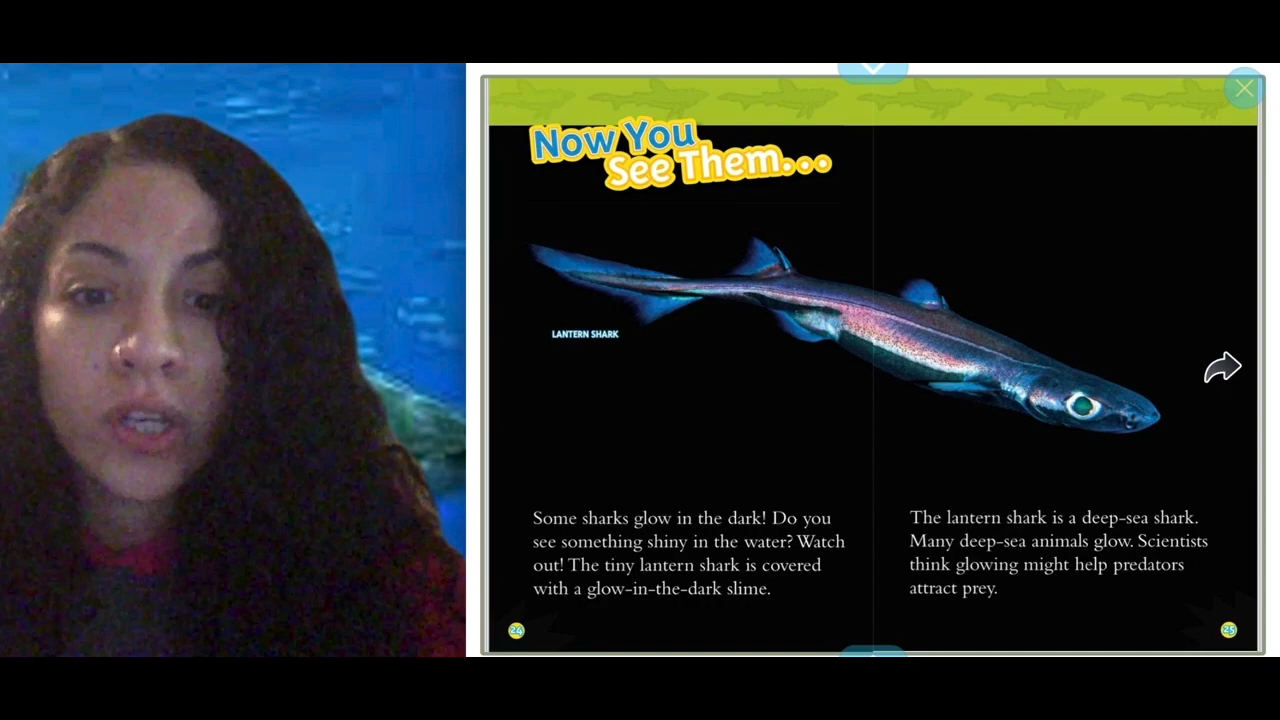 Now You
See Them...
LANTERN SHARK
Some sharks glow in the dark! Do you
see something shiny in the water? Watch
out! The tiny lantern shark is covered
with a glow-in-the-dark slime.
The lantern shark is a deep-sea shark.
Many deep-sea animals glow. Scientists
think glowing might help predators
attract prey.
24
25